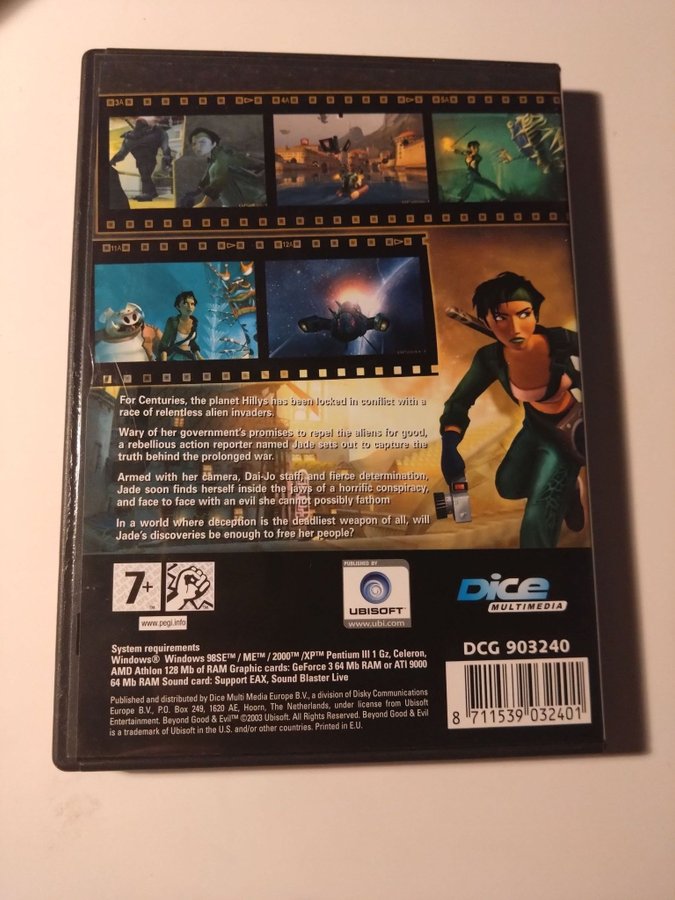 3A 4A 5A
11A 12A
For Centuries, the planet Hillys has been locked in conflict with a
race of relentless alien invaders.
Wary of her government's promises to repel the aliens for good,
a rebellious action reporter named Jade sets out to capture the
truth behind the prolonged war.
Armed with her camera, Dai-Jo staff, and fierce determination,
Jade soon finds herself inside the jaws of a horrific conspiracy,
and face to face with an evil she cannot possibly fathom
In a world where deception is the deadliest weapon of all, will
Jade's discoveries be enough to free her people?
7+
™ ™
www.pegi.info
PUBLISHED BY
UBISOFT
www.ubi.com
Dice
MULTIMEDIA
DCG 903240
System requirements
Windows® Windows 98SE™/ ME™/ 2000™ /XP™ Pentium III 1 Gz, Celeron,
AMD Athlon 128 Mb of RAM Graphic cards: GeForce 3 64 Mb RAM or ATI 9000
64 Mb RAM Sound card: Support EAX, Sound Blaster Live
Published and distributed by Dice Multi Media Europe B.V., a division of Disky Communications
Europe B.V., P.O. Box 249, 1620 AE, Hoorn, The Netherlands, under license from Ubisoft
Entertainment. Beyond Good & Evil™ ©2003 Ubisoft. All Rights Reserved. Beyond Good & Evil
is a trademark of Ubisoft in the U.S. and/or other countries. Printed in E.U.
8 711539 032401